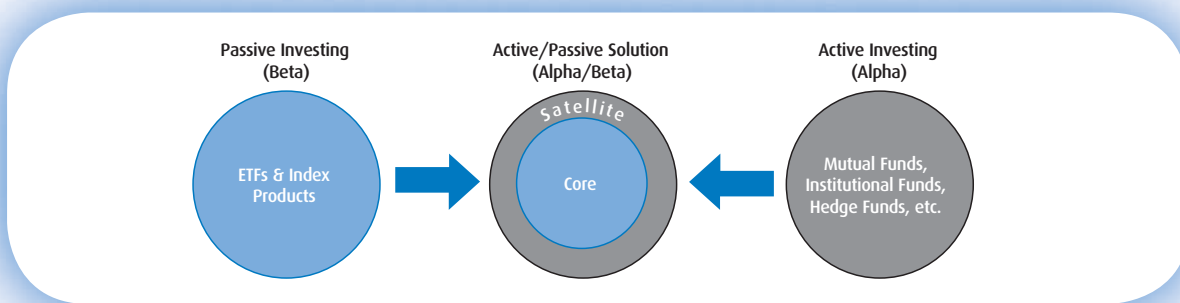 Passive Investing
(Beta)
ETFs & Index
Products
Active/Passive Solution
(Alpha/Beta)
Satellite
Core
Active Investing
(Alpha)
Mutual Funds,
Institutional Funds,
Hedge Funds, etc.